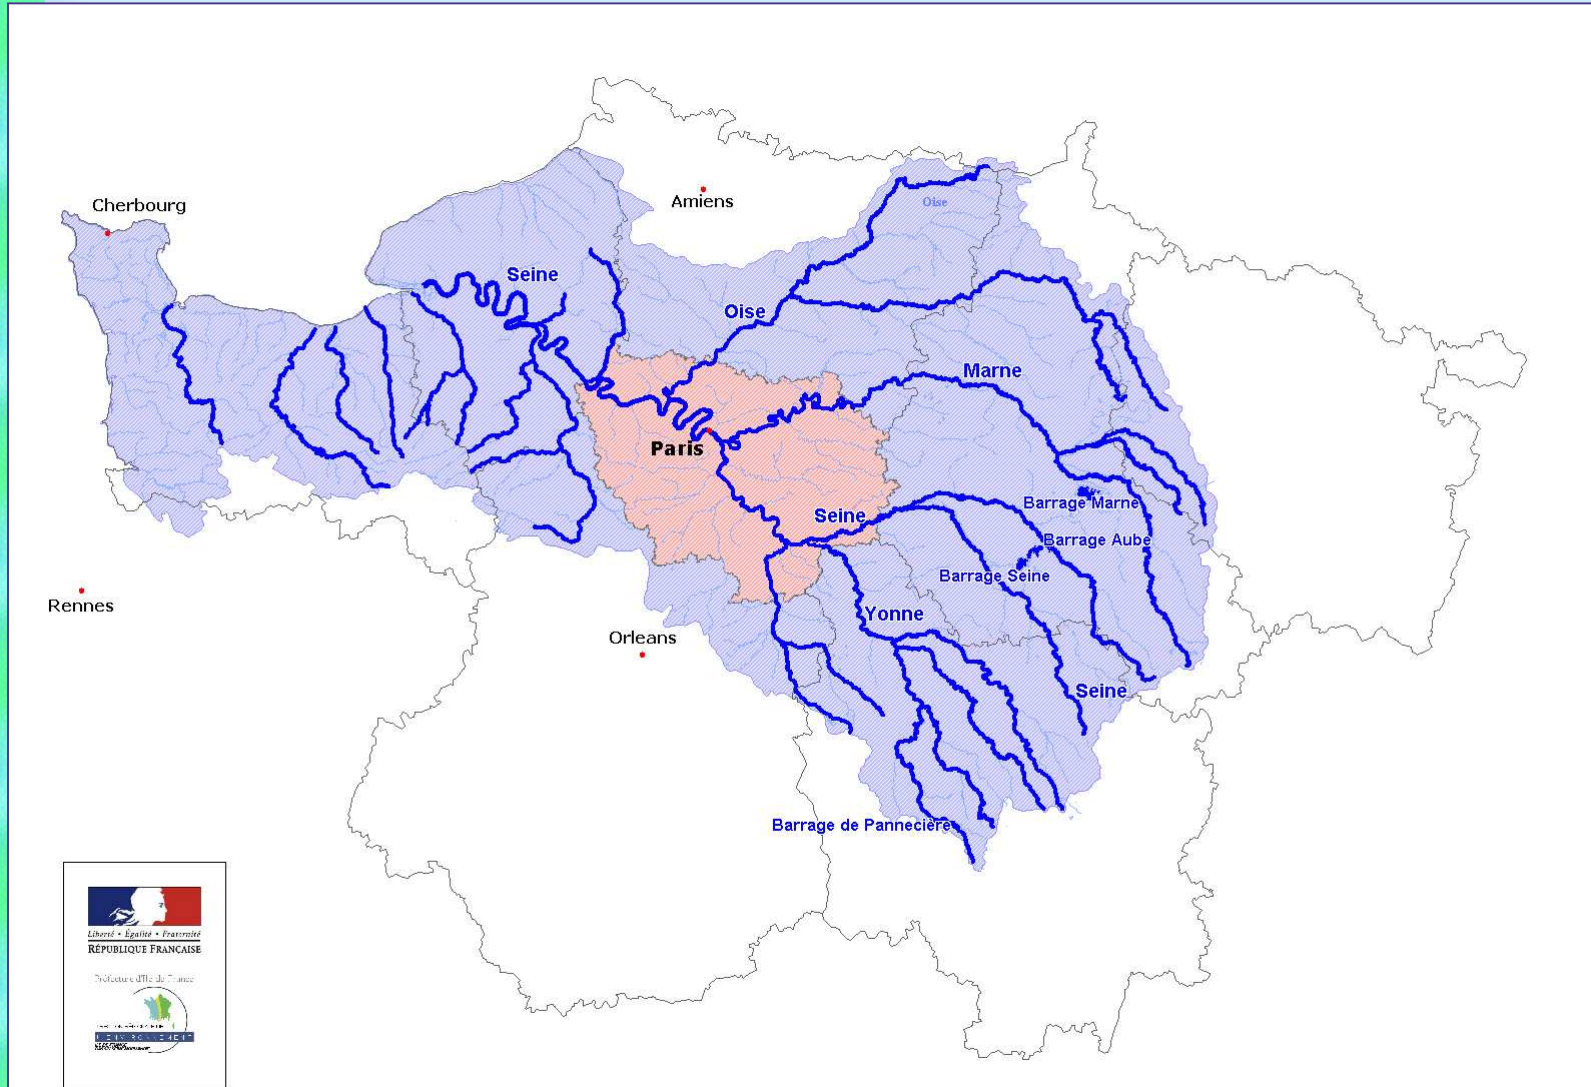 Cherbourg
Amiens
Oise
Seine
Oise
Marne
Paris
Barrage Marne
Seine
Barrage Aube
Barrage Seine
Rennes
Yonne
Orleans
Seine
Barrage de Pannecière
Liberté • Égalité • Fraternité
RÉPUBLIQUE FRANÇAISE
Préfecture d'Ile de France